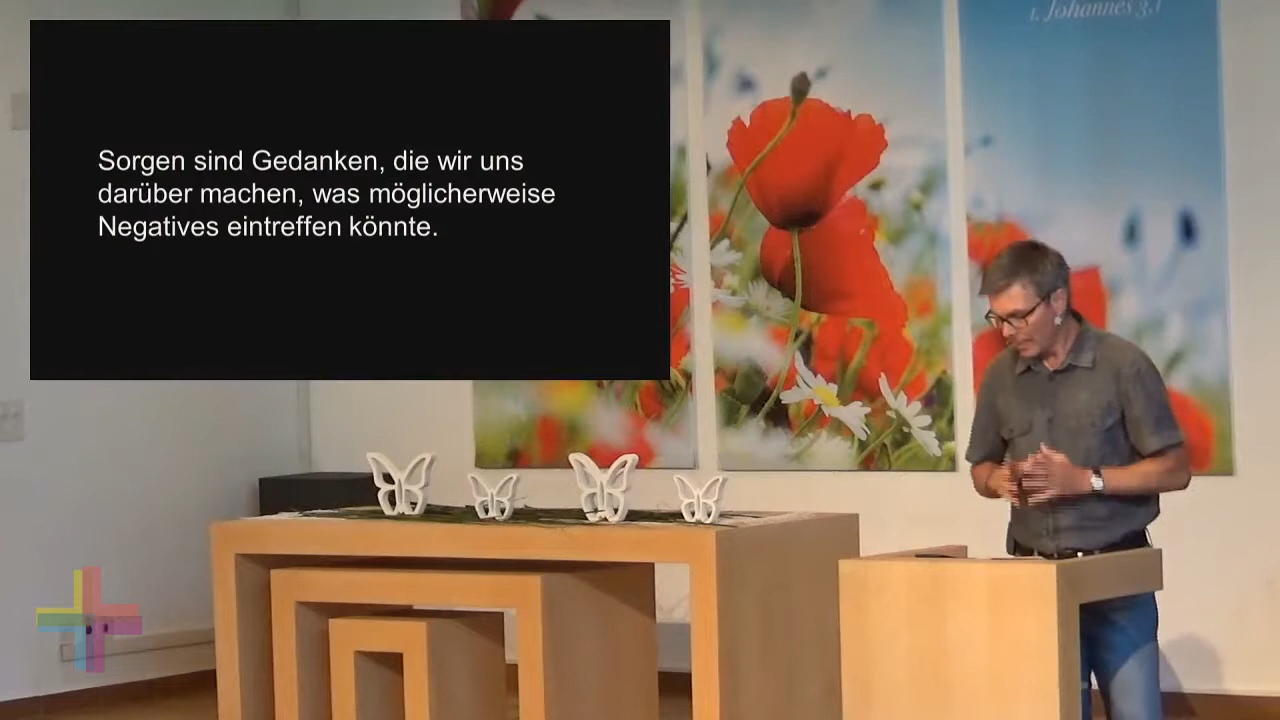 1. Johannes 3,1
Sorgen sind Gedanken, die wir uns
darüber machen, was möglicherweise
Negatives eintreffen könnte.